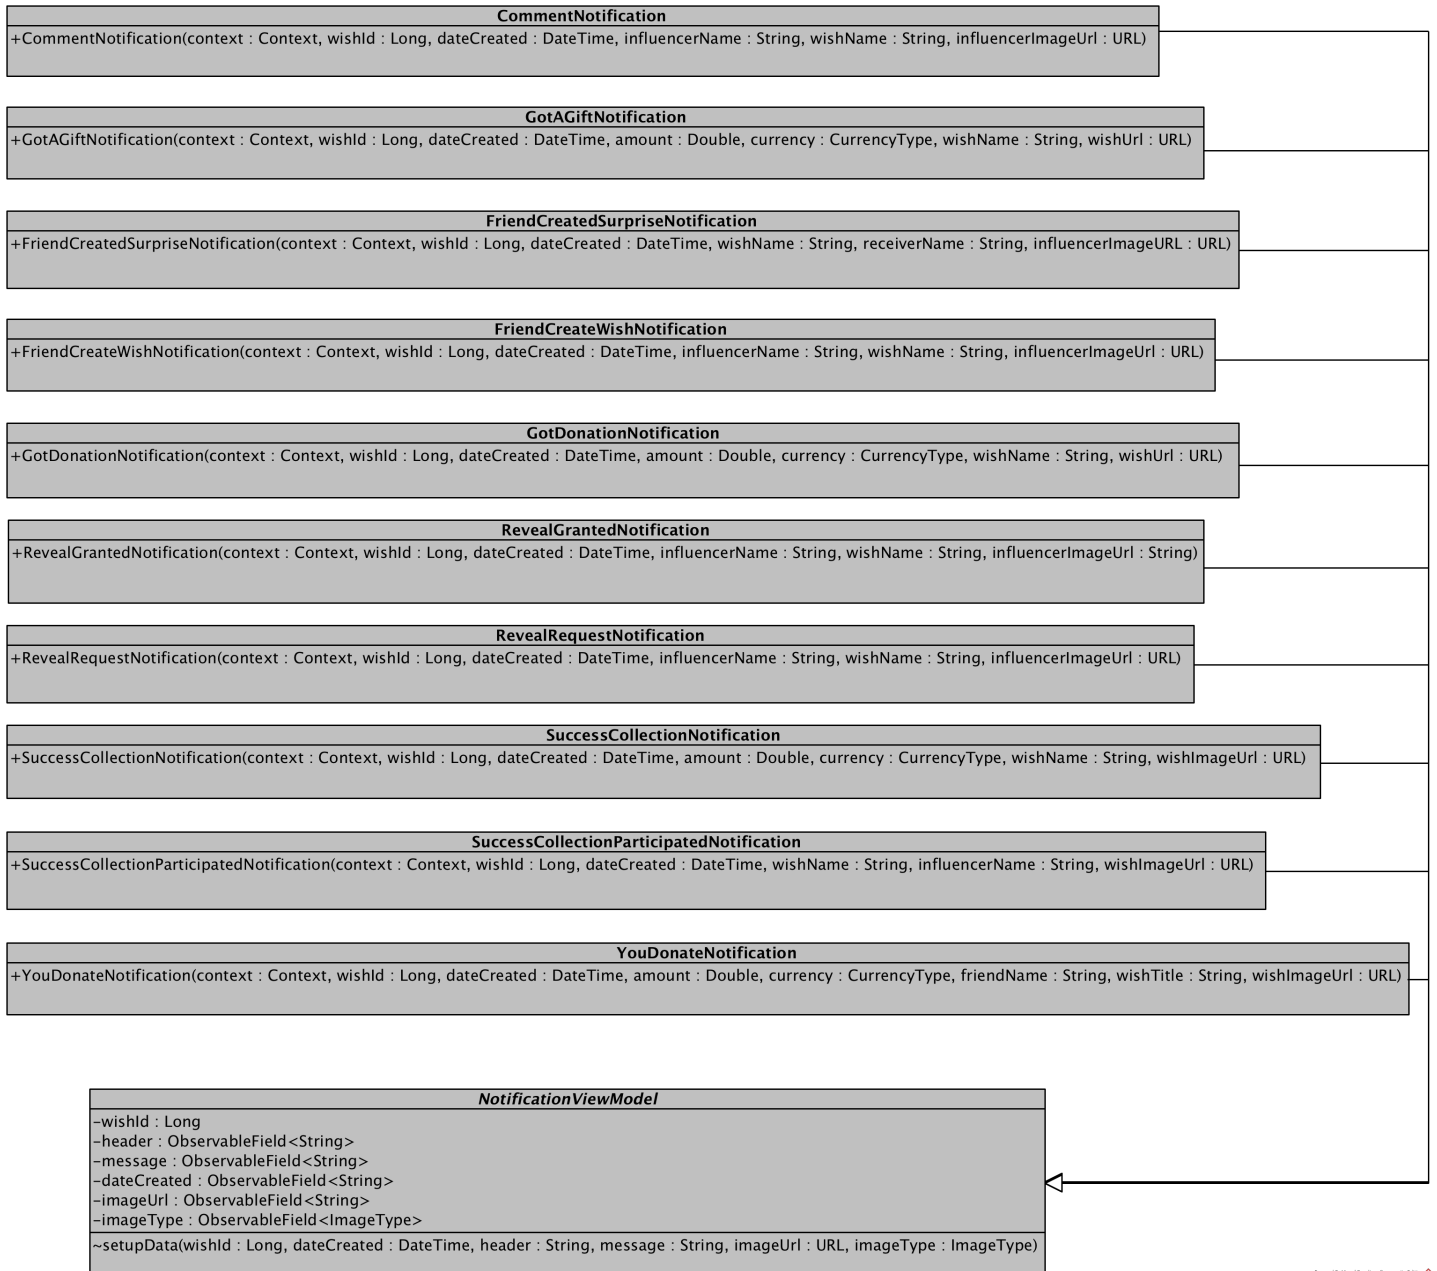 CommentNotification
+CommentNotification(context : Context, wishId : Long, dateCreated : DateTime, influencerName : String, wishName : String, influencerImageUrl : URL)
GotAGiftNotification
+GotAGiftNotification(context : Context, wishId : Long, dateCreated : DateTime, amount : Double, currency : CurrencyType, wishName : String, wishUrl : URL)
FriendCreatedSurpriseNotification
+FriendCreatedSurpriseNotification(context : Context, wishId : Long, dateCreated : DateTime, wishName : String, receiverName : String, influencerImageURL : URL)
FriendCreateWishNotification
+FriendCreateWishNotification(context : Context, wishId : Long, dateCreated : DateTime, influencerName : String, wishName : String, influencerImageUrl : URL)
GotDonationNotification
+GotDonationNotification(context : Context, wishId : Long, dateCreated : DateTime, amount : Double, currency : CurrencyType, wishName : String, wishUrl : URL)
RevealGrantedNotification
+RevealGrantedNotification(context : Context, wishId : Long, dateCreated : DateTime, influencerName : String, wishName : String, influencerImageUrl : String)
RevealRequestNotification
+RevealRequestNotification(context : Context, wishId : Long, dateCreated : DateTime, influencerName : String, wishName : String, influencerImageUrl : URL)
SuccessCollectionNotification
+SuccessCollectionNotification(context : Context, wishId : Long, dateCreated : DateTime, amount : Double, currency : CurrencyType, wishName : String, wishImageUrl : URL)
SuccessCollectionParticipatedNotification
+SuccessCollectionParticipatedNotification(context : Context, wishId : Long, dateCreated : DateTime, wishName : String, influencerName : String, wishImageUrl : URL)
YouDonateNotification
+YouDonateNotification(context : Context, wishId : Long, dateCreated : DateTime, amount : Double, currency : CurrencyType, friendName : String, wishTitle : String, wishImageUrl : URL)
NotificationViewModel
-wishId : Long
-header : ObservableField<String>
-message : ObservableField<String>
-dateCreated : ObservableField<String>
-imageUrl : ObservableField<String>
-imageType : ObservableField<ImageType>
~setupData(wishId : Long, dateCreated : DateTime, header : String, message : String, imageUrl : URL, imageType : ImageType)